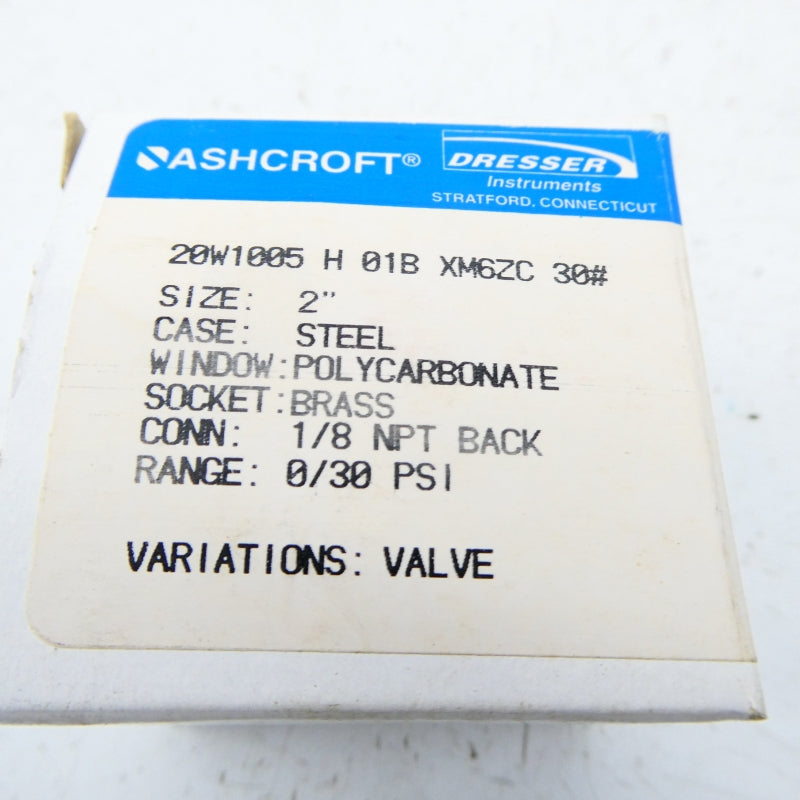 ASHCROFT® DRESSER
Instruments
STRATFORD, CONNECTICUT
20W1005 H 01B XM6ZC 30#
SIZE: 2"
CASE: STEEL
WINDOW:POLYCARBONATE
SOCKET:BRASS
CONN: 1/8 NPT BACK
RANGE: 0/30 PSI
VARIATIONS: VALVE